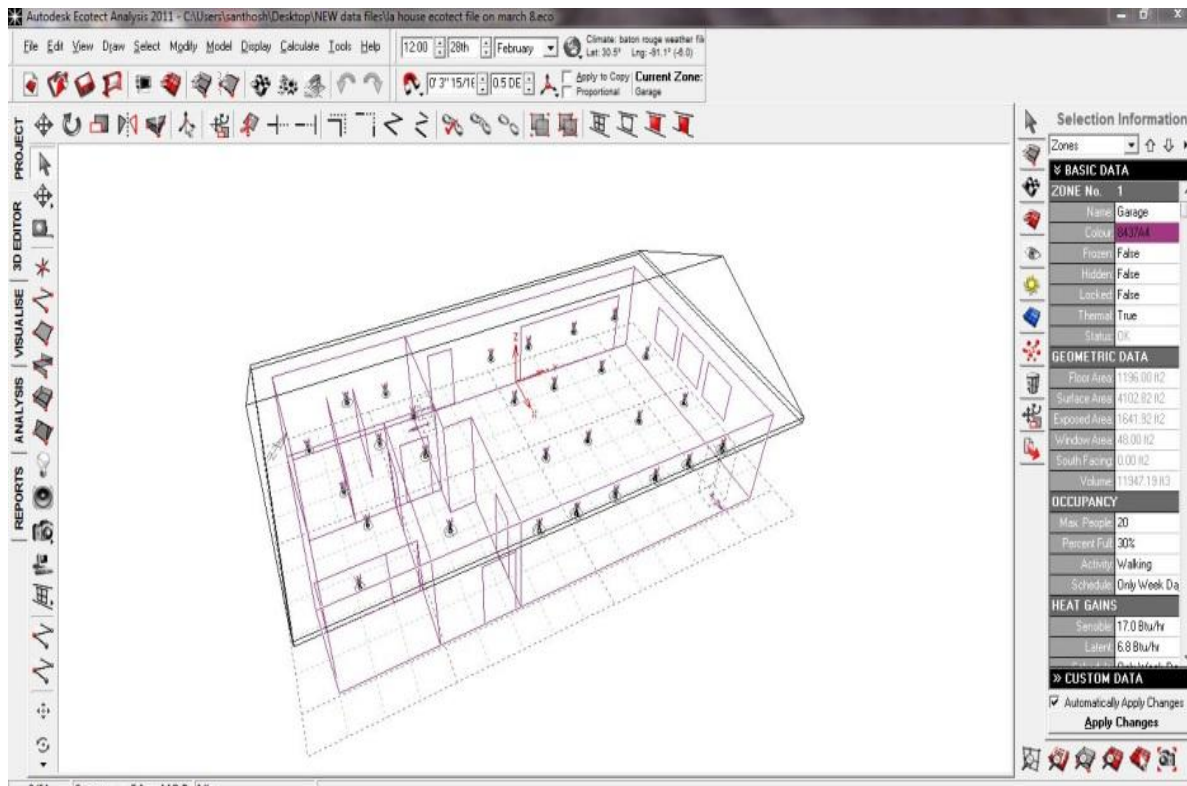 Autodesk Ecotect Analysis 2011 - C:\Users\santhosh\Desktop\NEW data files\la house ecotect file on march 8.eco
File Edit View Draw Select Modify Model Display Calculate Tools Help
12:00 28th February
Climate: baton rouge weather file
Lat: 30.5° Lng: -91.1° (-6.0)
0' 3" 15/16 0.5 DE
Apply to Copy
Proportional
Current Zone:
Garage
PROJECT
3D EDITOR
VISUALISE
ANALYSIS
REPORTS
Z
X
Selection Information
Zones
BASIC DATA
ZONE No. 1
Name Garage
Colour 8437A4
Frozen False
Hidden False
Locked False
Thermal True
Status OK
GEOMETRIC DATA
Floor Area 1196.00 ft2
Surface Area 4102.82 ft2
Exposed Area 1641.92 ft2
Window Area 48.00 ft2
South Facing 0.00 ft2
Volume 11947.19 ft3
OCCUPANCY
Max. People 20
Percent Full 30%
Activity Walking
Schedule Only Week Da
HEAT GAINS
Sensible 17.0 Btu/hr
Latent 6.8 Btu/hr
CUSTOM DATA
Automatically Apply Changes
Apply Changes